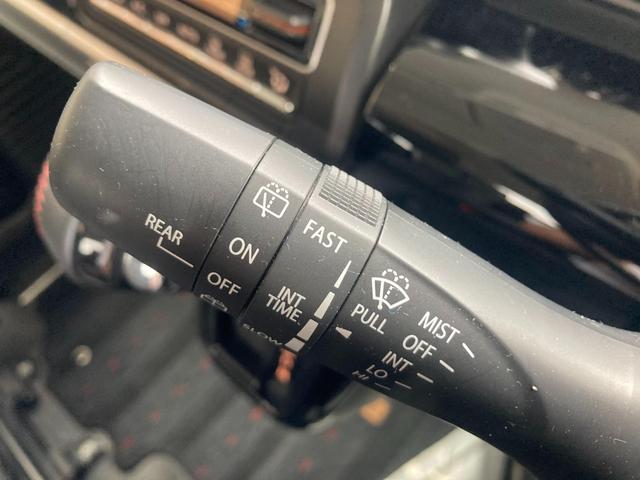 REAR
ON
OFF
FAST
INT
TIME
SLOW
PULL
MIST
OFF
INT
LO
HI